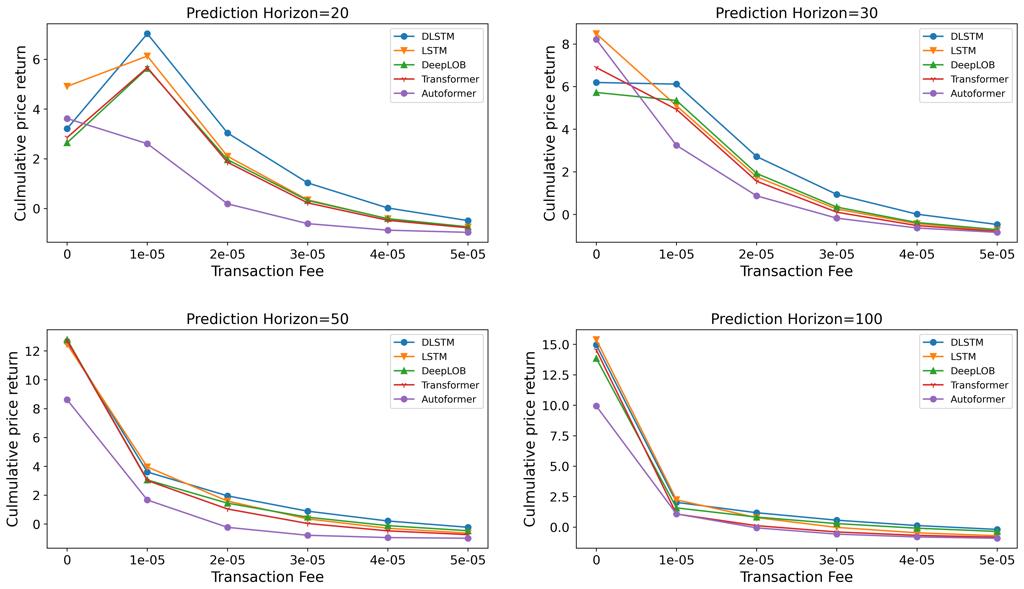 Prediction Horizon=20
Culmulative price return
6
4
2
0
0 1e-05 2e-05 3e-05 4e-05 5e-05
Transaction Fee
DLSTM
LSTM
DeepLOB
Transformer
Autoformer
Prediction Horizon=30
Culmulative price return
8
6
4
2
0
0 1e-05 2e-05 3e-05 4e-05 5e-05
Transaction Fee
DLSTM
LSTM
DeepLOB
Transformer
Autoformer
Prediction Horizon=50
Culmulative price return
12
10
8
6
4
2
0
0 1e-05 2e-05 3e-05 4e-05 5e-05
Transaction Fee
DLSTM
LSTM
DeepLOB
Transformer
Autoformer
Prediction Horizon=100
Culmulative price return
15.0
12.5
10.0
7.5
5.0
2.5
0.0
0 1e-05 2e-05 3e-05 4e-05 5e-05
Transaction Fee
DLSTM
LSTM
DeepLOB
Transformer
Autoformer